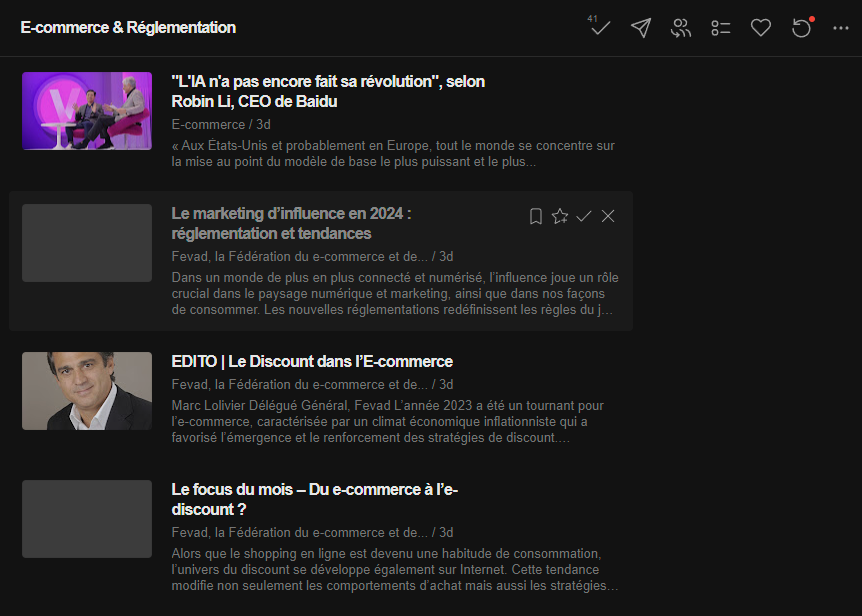 E-commerce & Réglementation
41
"L'IA n'a pas encore fait sa révolution", selon
Robin Li, CEO de Baidu
E-commerce / 3d
« Aux États-Unis et probablement en Europe, tout le monde se concentre sur
la mise au point du modèle de base le plus puissant et le plus...
Le marketing d’influence en 2024 :
réglementation et tendances
Fevad, la Fédération du e-commerce et de... / 3d
Dans un monde de plus en plus connecté et numérisé, l’influence joue un rôle
crucial dans le paysage numérique et marketing, ainsi que dans nos façons
de consommer. Les nouvelles réglementations redéfinissent les règles du j…
EDITO | Le Discount dans l’E-commerce
Fevad, la Fédération du e-commerce et de... / 3d
Marc Lolivier Délégué Général, Fevad L’année 2023 a été un tournant pour
l’e-commerce, caractérisée par un climat économique inflationniste qui a
favorisé l’émergence et le renforcement des stratégies de discount.…
Le focus du mois – Du e-commerce à l’e-
discount ?
Fevad, la Fédération du e-commerce et de... / 3d
Alors que le shopping en ligne est devenu une habitude de consommation,
l’univers du discount se développe également sur Internet. Cette tendance
modifie non seulement les comportements d’achat mais aussi les stratégies…